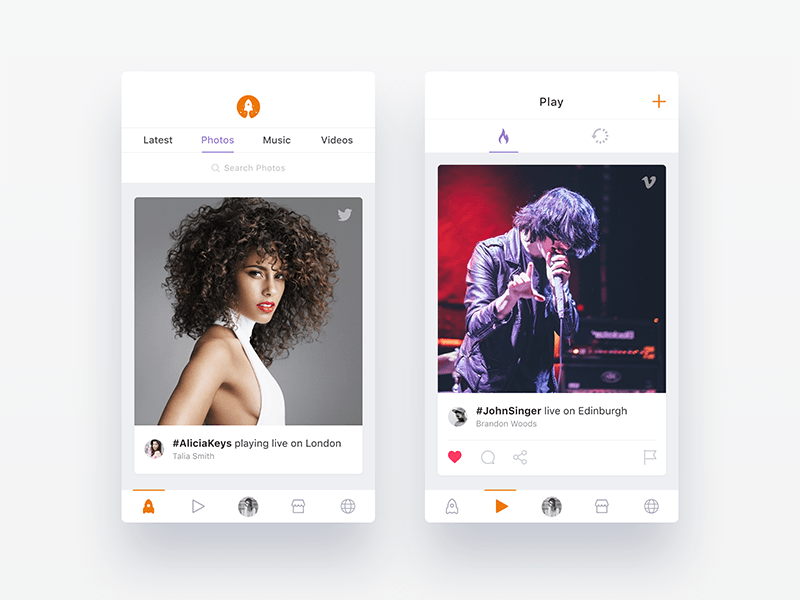 Latest
Photos
Music
Videos
Search Photos
#AliciaKeys playing live on London
Talia Smith
Play
#JohnSinger live on Edinburgh
Brandon Woods